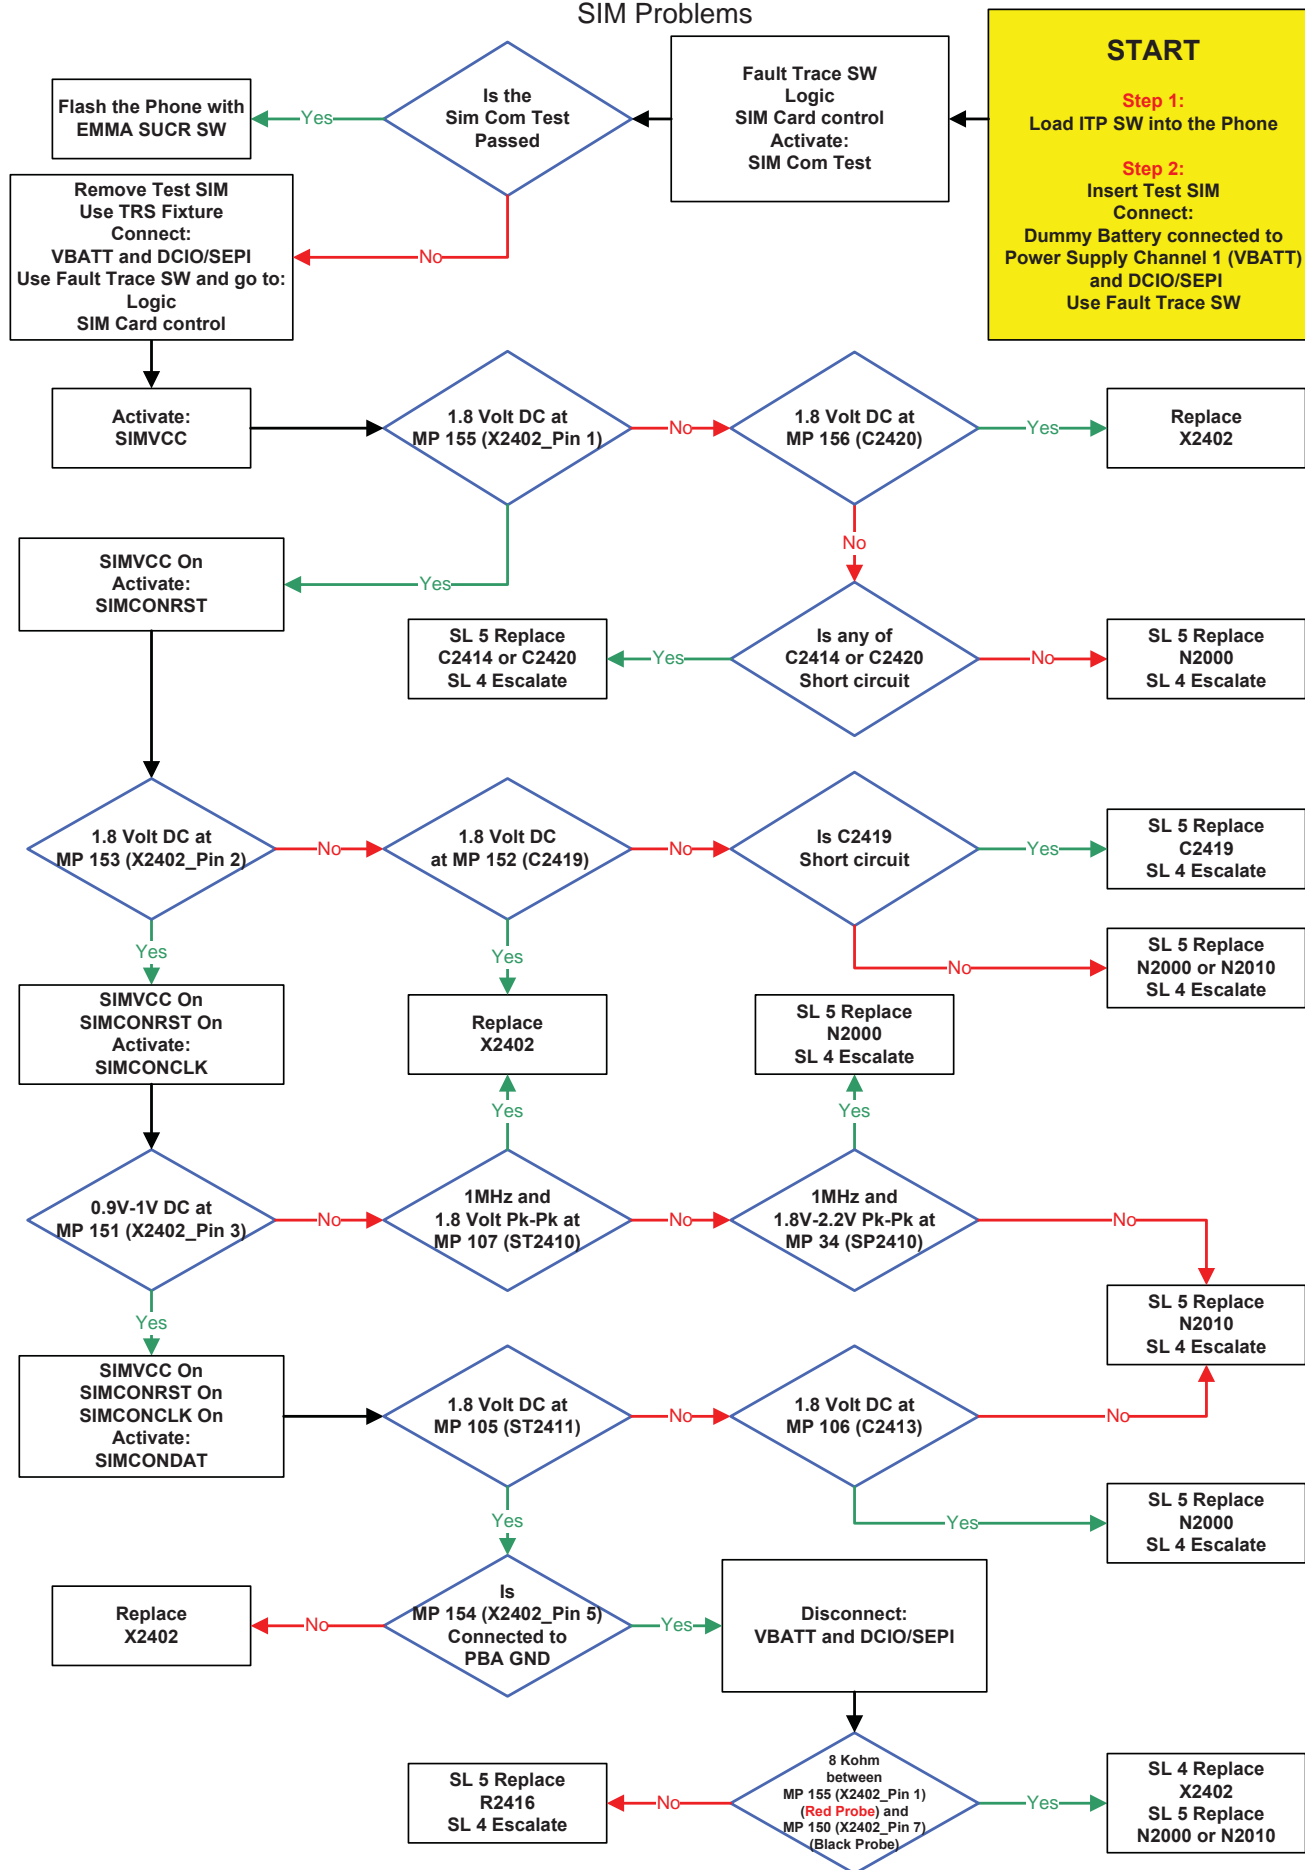 SIM Problems
START
Step 1:
Load ITP SW into the Phone
Step 2:
Insert Test SIM
Connect:
Dummy Battery connected to
Power Supply Channel 1 (VBATT)
and DCIO/SEPI
Use Fault Trace SW
Fault Trace SW
Logic
SIM Card control
Activate:
SIM Com Test
Is the
Sim Com Test
Passed
Yes
Flash the Phone with
EMMA SUCR SW
No
Remove Test SIM
Use TRS Fixture
Connect:
VBATT and DCIO/SEPI
Use Fault Trace SW and go to:
Logic
SIM Card control
Activate:
SIMVCC
1.8 Volt DC at
MP 155 (X2402_Pin 1)
No
1.8 Volt DC at
MP 156 (C2420)
Yes
Replace
X2402
No
Yes
SIMVCC On
Activate:
SIMCONRST
SL 5 Replace
C2414 or C2420
SL 4 Escalate
Yes
Is any of
C2414 or C2420
Short circuit
No
SL 5 Replace
N2000
SL 4 Escalate
1.8 Volt DC at
MP 153 (X2402_Pin 2)
No
1.8 Volt DC
at MP 152 (C2419)
No
Is C2419
Short circuit
Yes
SL 5 Replace
C2419
SL 4 Escalate
Yes
Yes
No
SL 5 Replace
N2000 or N2010
SL 4 Escalate
SIMVCC On
SIMCONRST On
Activate:
SIMCONCLK
Replace
X2402
SL 5 Replace
N2000
SL 4 Escalate
Yes
Yes
0.9V-1V DC at
MP 151 (X2402_Pin 3)
No
1MHz and
1.8 Volt Pk-Pk at
MP 107 (ST2410)
No
1MHz and
1.8V-2.2V Pk-Pk at
MP 34 (SP2410)
No
SL 5 Replace
N2010
SL 4 Escalate
Yes
SIMVCC On
SIMCONRST On
SIMCONCLK On
Activate:
SIMCONDAT
1.8 Volt DC at
MP 105 (ST2411)
No
1.8 Volt DC at
MP 106 (C2413)
No
Yes
Yes
SL 5 Replace
N2000
SL 4 Escalate
Replace
X2402
No
Is
MP 154 (X2402_Pin 5)
Connected to
PBA GND
Yes
Disconnect:
VBATT and DCIO/SEPI
SL 5 Replace
R2416
SL 4 Escalate
No
8 Kohm
between
MP 155 (X2402_Pin 1)
(Red Probe) and
MP 150 (X2402_Pin 7)
(Black Probe)
Yes
SL 4 Replace
X2402
SL 5 Replace
N2000 or N2010